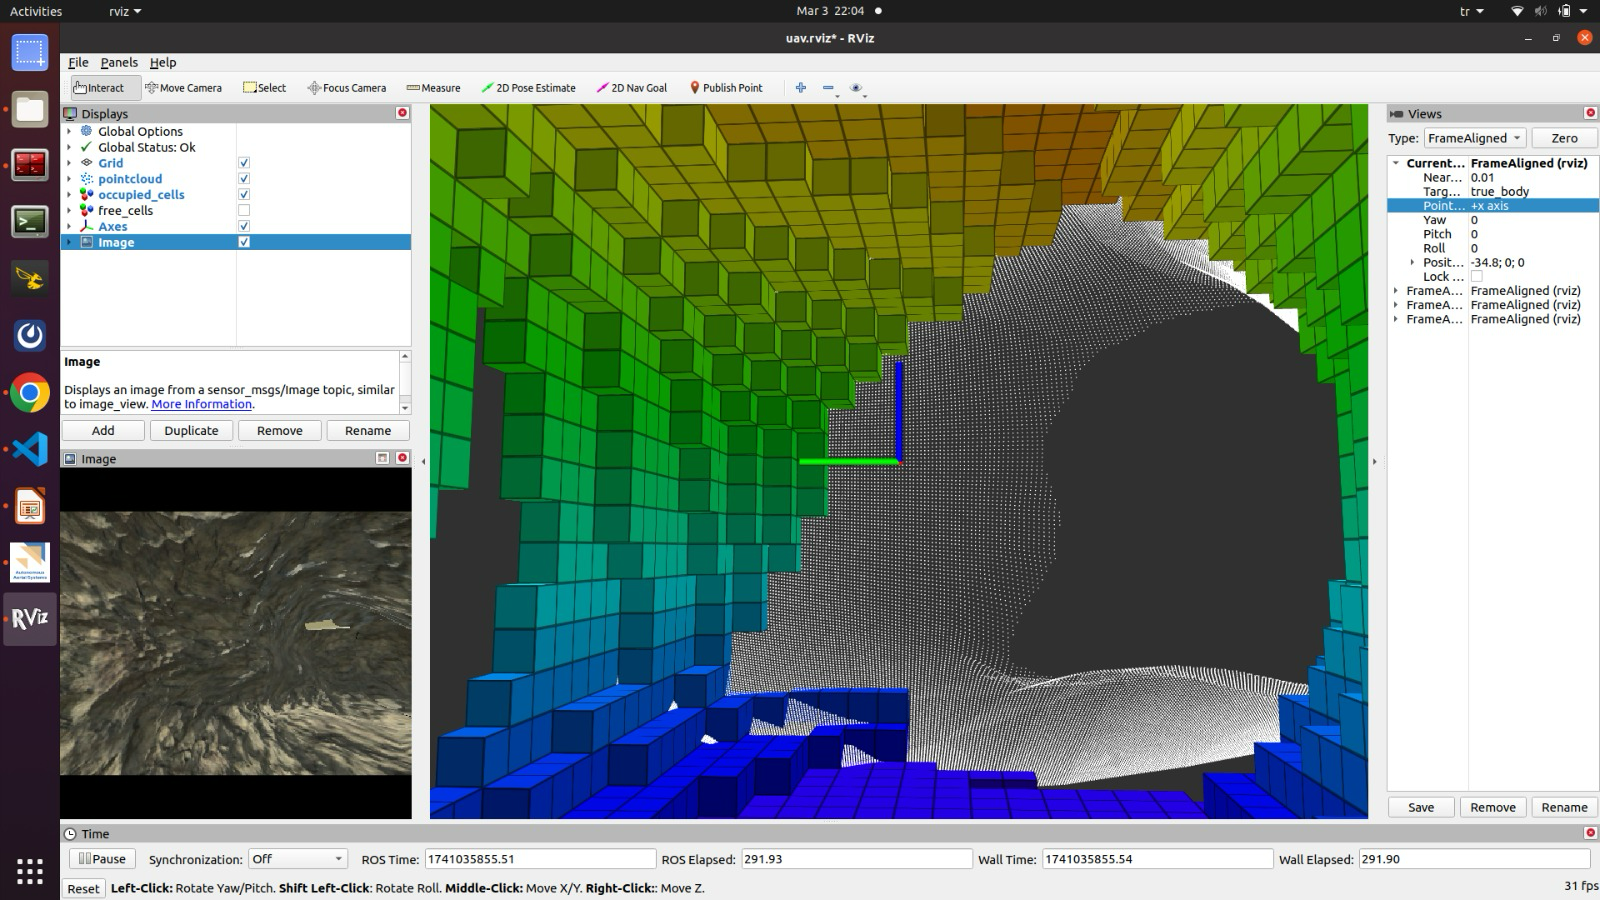 Activities
rviz
Mar 3 22:04
tr
uav.rviz* - RViz
File Panels Help
Interact Move Camera Select Focus Camera Measure 2D Pose Estimate 2D Nav Goal Publish Point
Displays
Global Options
Global Status: Ok
Grid
pointcloud
occupied_cells
free_cells
Axes
Image
Image
Displays an image from a sensor_msgs/Image topic, similar
to image_view. More Information.
Add Duplicate Remove Rename
Image
Views
Type: FrameAligned (rviz) Zero
Current... FrameAligned (rviz)
Near... 0.01
Targ... true_body
Point... +x axis
Yaw 0
Pitch 0
Roll 0
Posit... -34.8; 0; 0
Lock ...
FrameA... FrameAligned (rviz)
FrameA... FrameAligned (rviz)
FrameA... FrameAligned (rviz)
Save Remove Rename
RViz
Time
Pause Synchronization: Off ROS Time: 1741035855.51 ROS Elapsed: 291.93 Wall Time: 1741035855.54 Wall Elapsed: 291.90
Reset Left-Click: Rotate Yaw/Pitch. Shift Left-Click: Rotate Roll. Middle-Click: Move X/Y. Right-Click:: Move Z. 31 fps